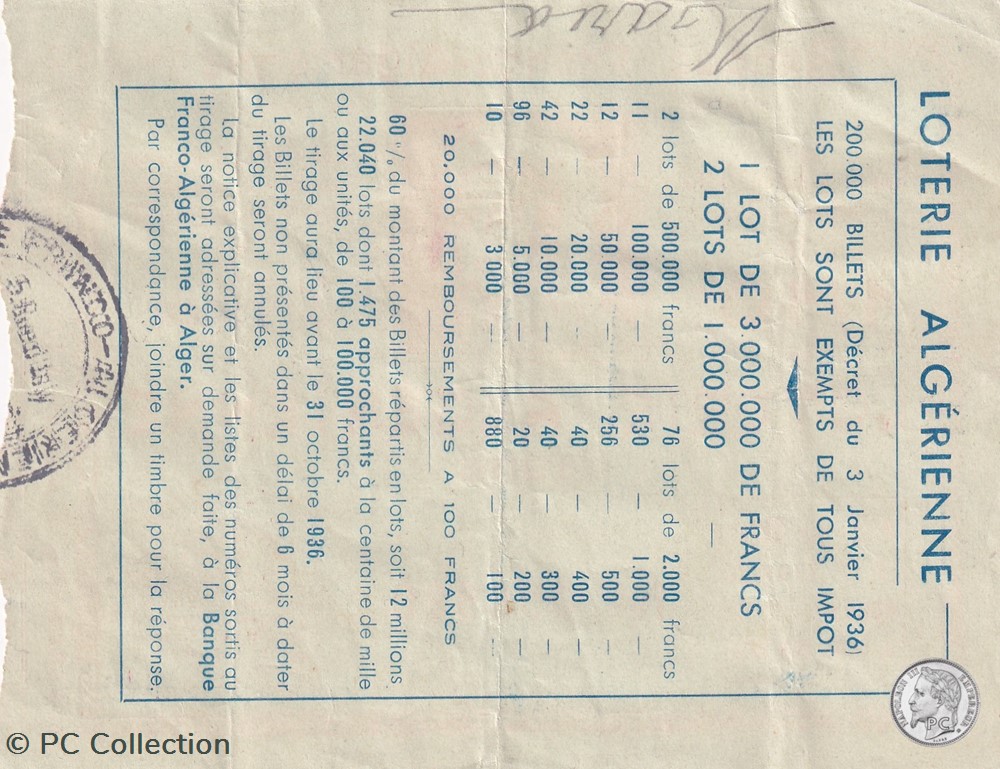 LOTERIE ALGÉRIENNE
200.000 BILLETS (Décret du 3 Janvier 1936)
LES LOTS SONT EXEMPTS DE TOUS IMPOT
1 LOT DE 3.000.000 DE FRANCS
2 LOTS DE 1.000.000 —
2 lots de 500.000 francs 76 lots de 2.000 francs
11 — 100.000 — 530 — 1.000 —
12 — 50 000 — 256 — 500 —
22 — 20.000 — 40 — 400 —
42 — 10.000 — 40 — 300 —
96 — 5.000 — 20 — 200 —
10 — 3 000 — 880 — 100 —
20,000 REMBOURSEMENTS A 100 FRANCS
60 % du montant des Billets répartis en lots, soit 12 millions
22.040 lots dont 1.475 approchants à la centaine de mille
ou aux unités, de 100 à 100.000 francs.
Le tirage aura lieu avant le 31 octobre 1936.
Les Billets non présentés dans un délai de 6 mois à dater
du tirage seront annulés.
La notice explicative et les listes des numéros sortis au
tirage seront adressées sur demande faite, à la Banque
Franco-Algérienne à Alger.
Par correspondance, joindre un timbre pour la réponse.
NAPOLEON III EMPEREUR
PC
© PC Collection